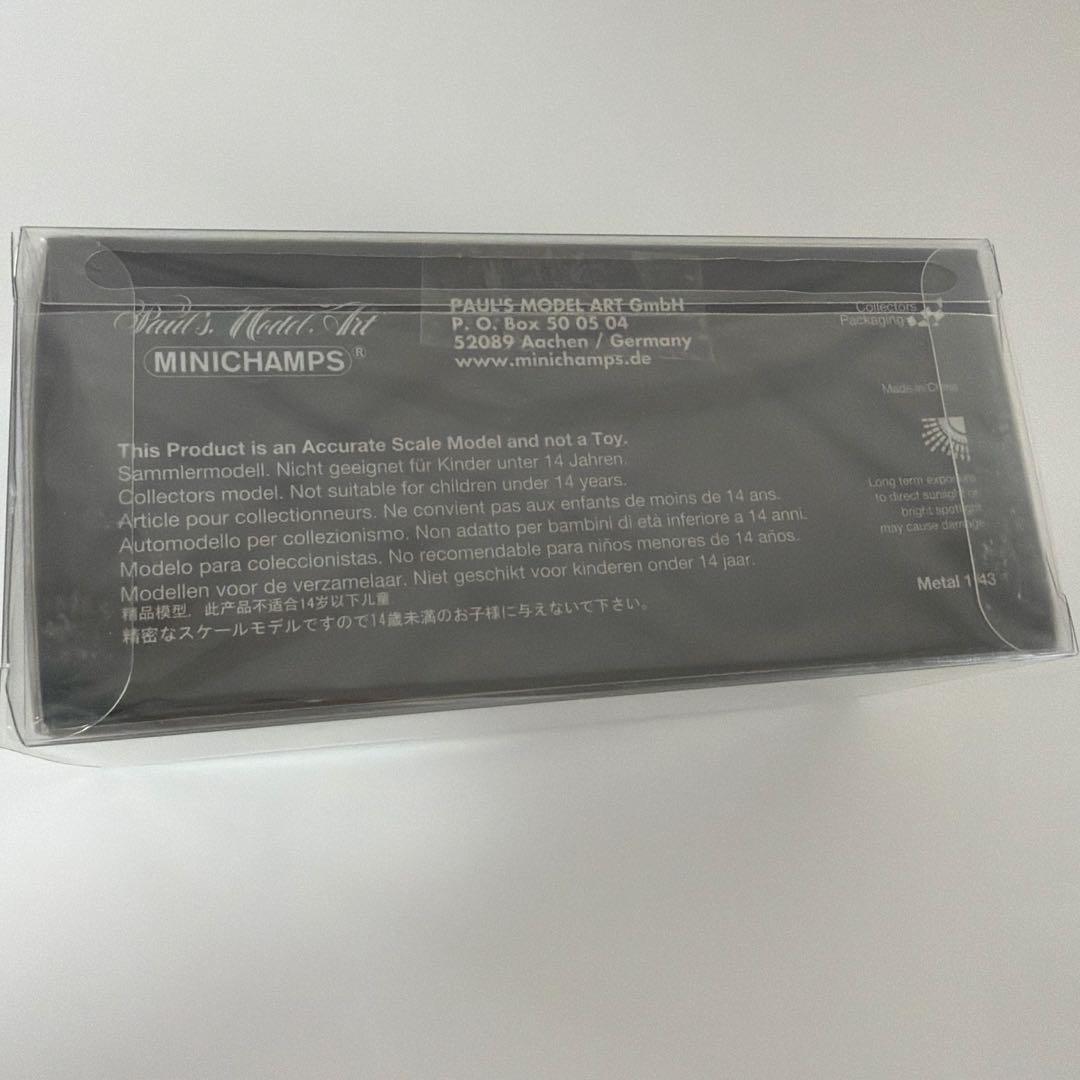 Paul's Model Art
MINICHAMPS®
PAUL'S MODEL ART GmbH
P. O. Box 50 05 04
52089 Aachen / Germany
www.minichamps.de
Collectors
Packaging
Made in China
This Product is an Accurate Scale Model and not a Toy.
Sammlermodell. Nicht geeignet für Kinder unter 14 Jahren.
Collectors model. Not suitable for children under 14 years.
Article pour collectionneurs. Ne convient pas aux enfants de moins de 14 ans.
Automodello per collezionismo. Non adatto per bambini di età inferiore a 14 anni.
Modelo para coleccionistas. No recomendable para niños menores de 14 años.
Modellen voor de verzamelaar. Niet geschikt voor kinderen onder 14 jaar.
精品模型，此产品不适合14岁以下儿童
精密なスケールモデルですので14歳未満のお子様に与えないで下さい。
Long term exposure
to direct sunlight or
bright spotlight
may cause damage
Metal 1:43